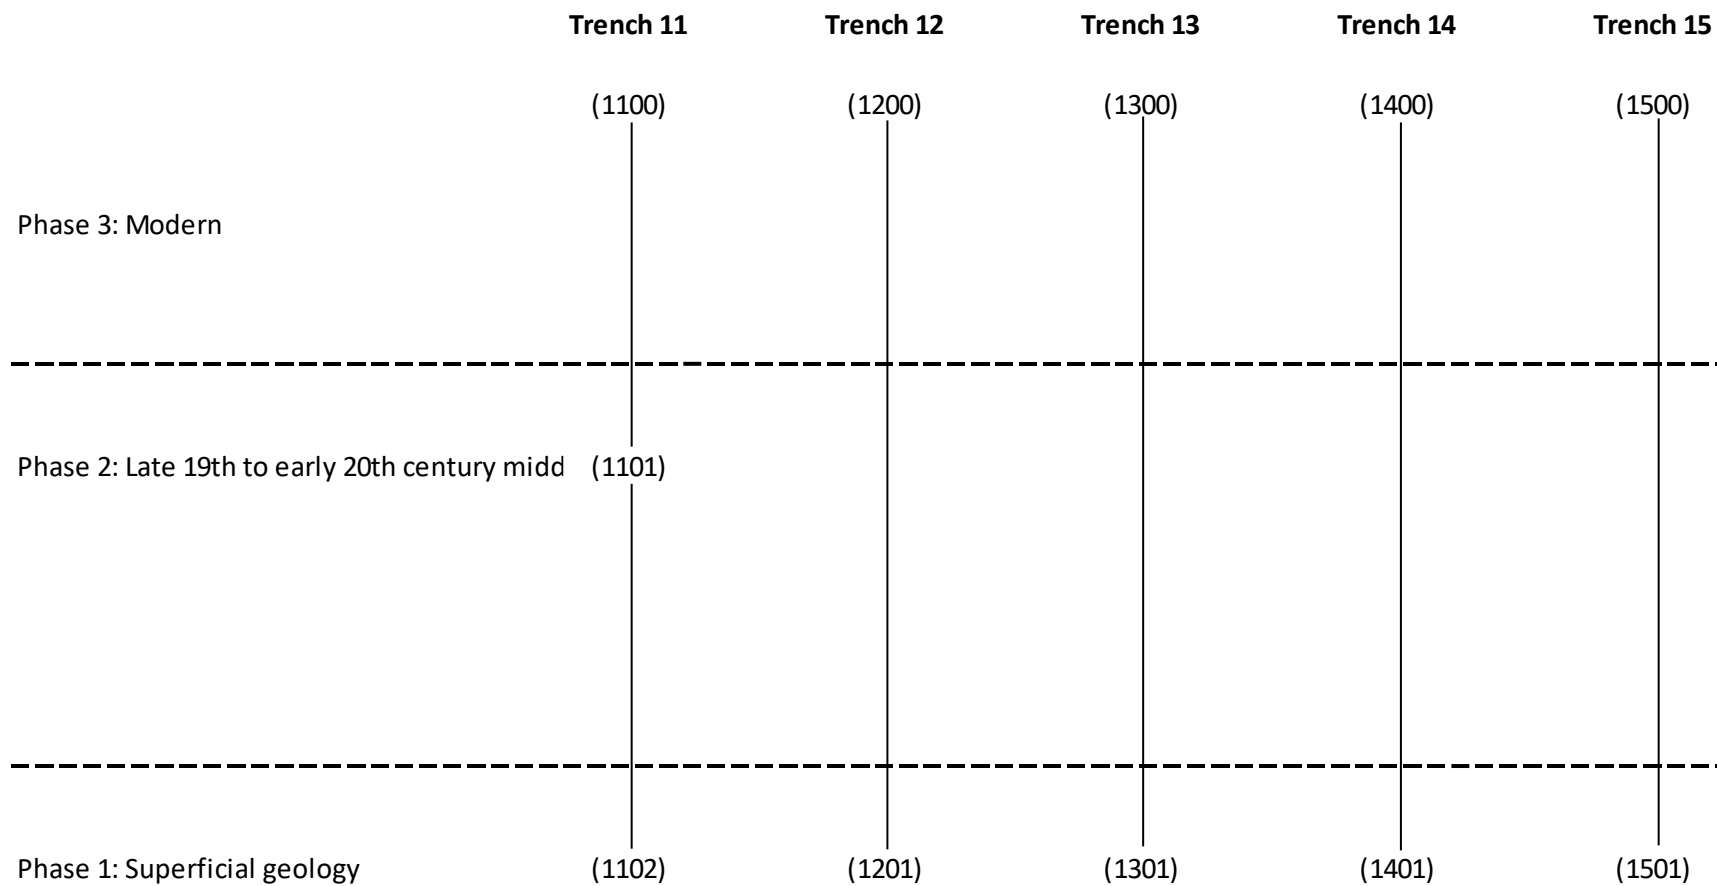 Trench 11 Trench 12 Trench 13 Trench 14 Trench 15
(1100) (1200) (1300) (1400) (1500)
Phase 3: Modern
Phase 2: Late 19th to early 20th century midd (1101)
Phase 1: Superficial geology (1102) (1201) (1301) (1401) (1501)